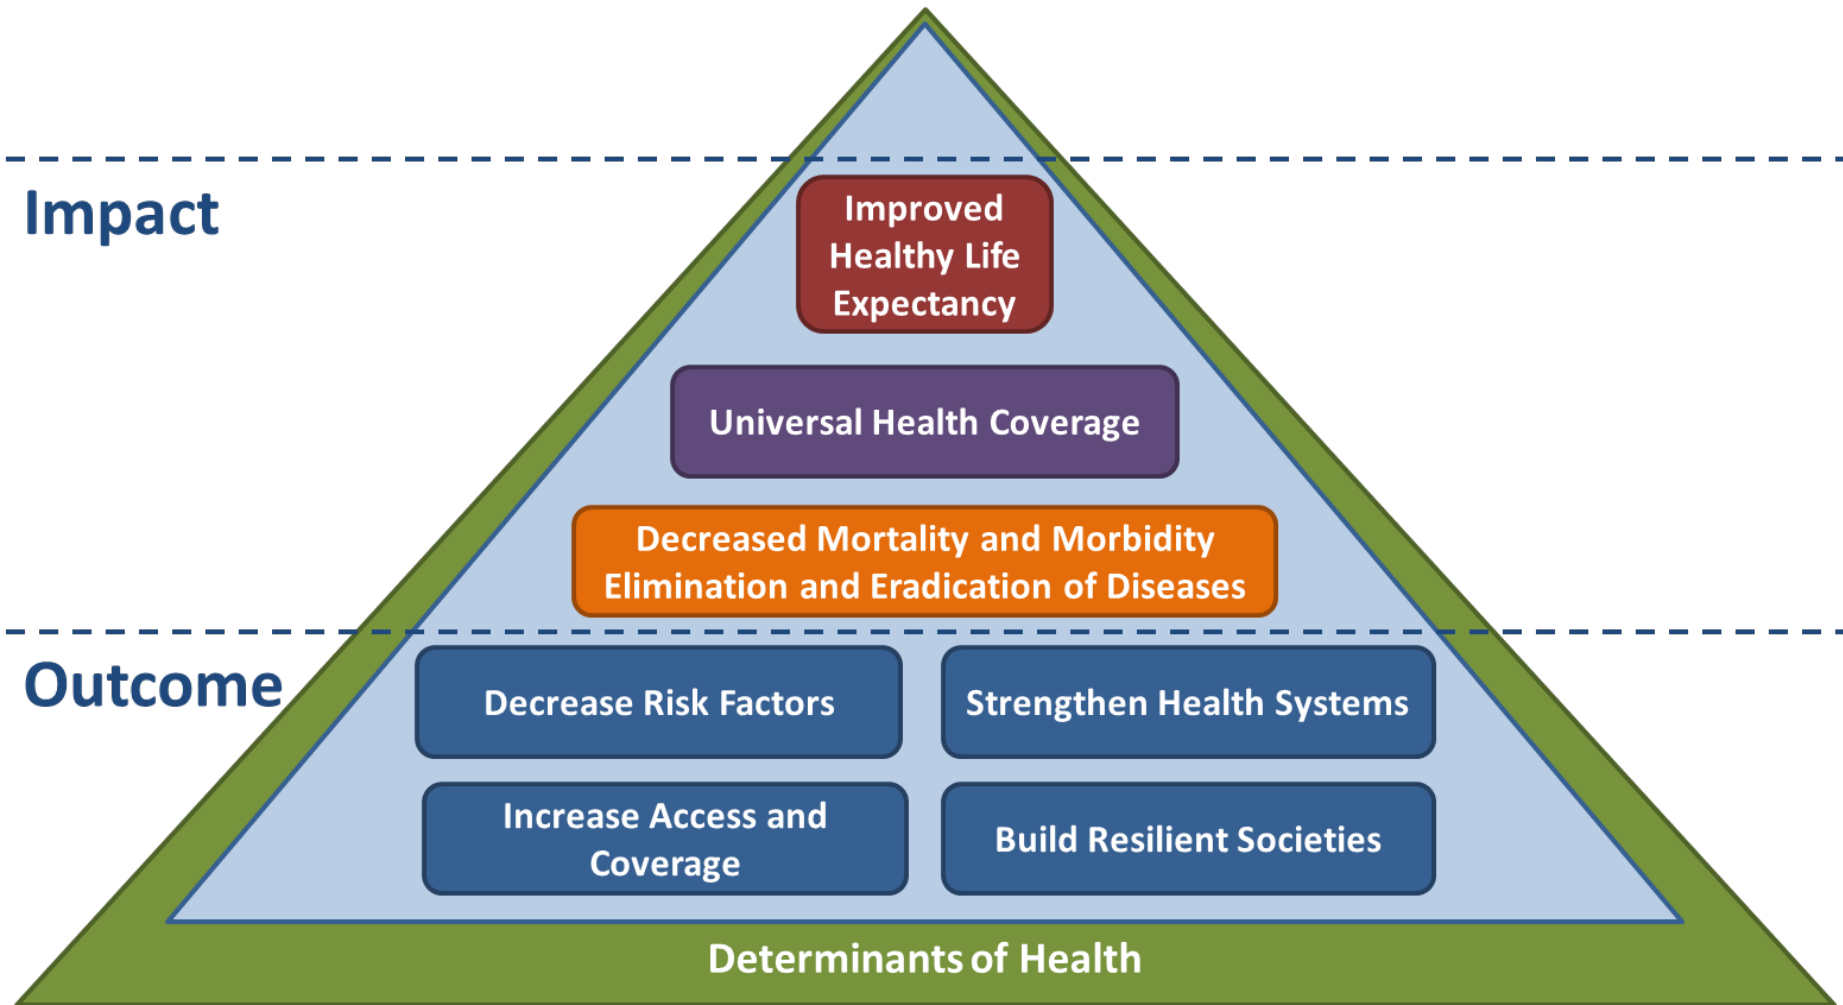 Impact
Improved
Healthy Life
Expectancy
Universal Health Coverage
Decreased Mortality and Morbidity
Elimination and Eradication of Diseases
Outcome
Decrease Risk Factors
Strengthen Health Systems
Increase Access and
Coverage
Build Resilient Societies
Determinants of Health